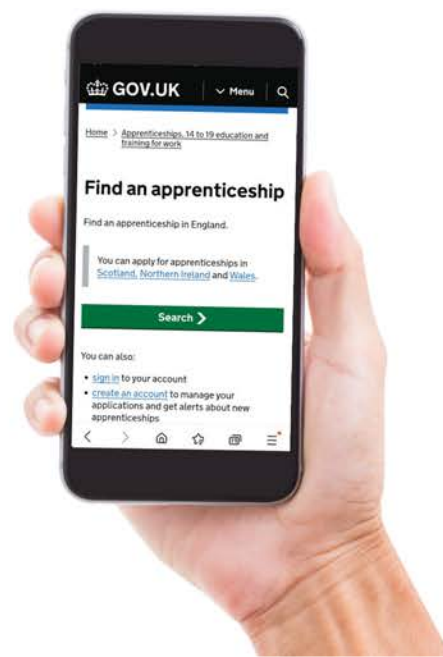 GOV.UK
Menu
Home > Apprenticeships, 14 to 19 education and
training for work
Find an apprenticeship
Find an apprenticeship in England.
You can apply for apprenticeships in
Scotland, Northern Ireland and Wales.
Search
You can also:
• sign in to your account
• create an account to manage your
applications and get alerts about new
apprenticeships